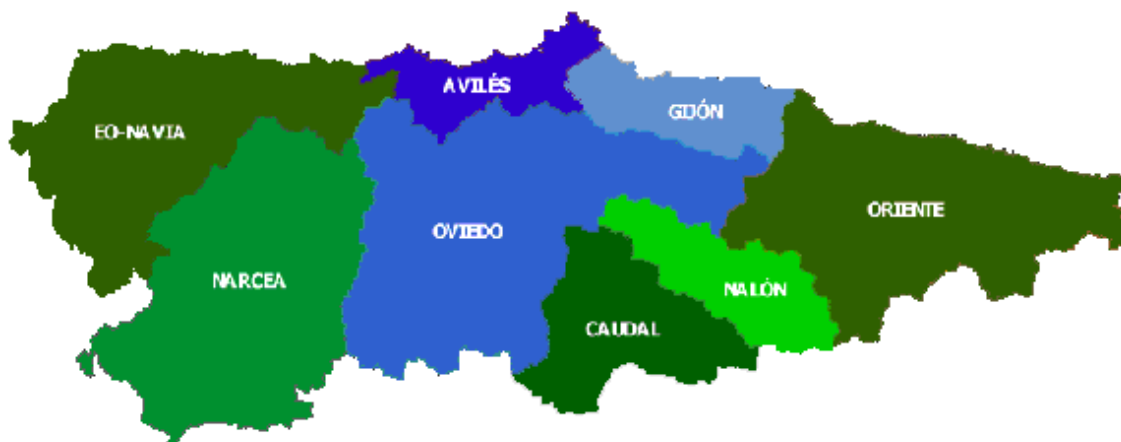 AVILÉS
GIJÓN
EO-NAVIA
ORIENTE
OVIEDO
NARCEA
NALÓN
CAUDAL